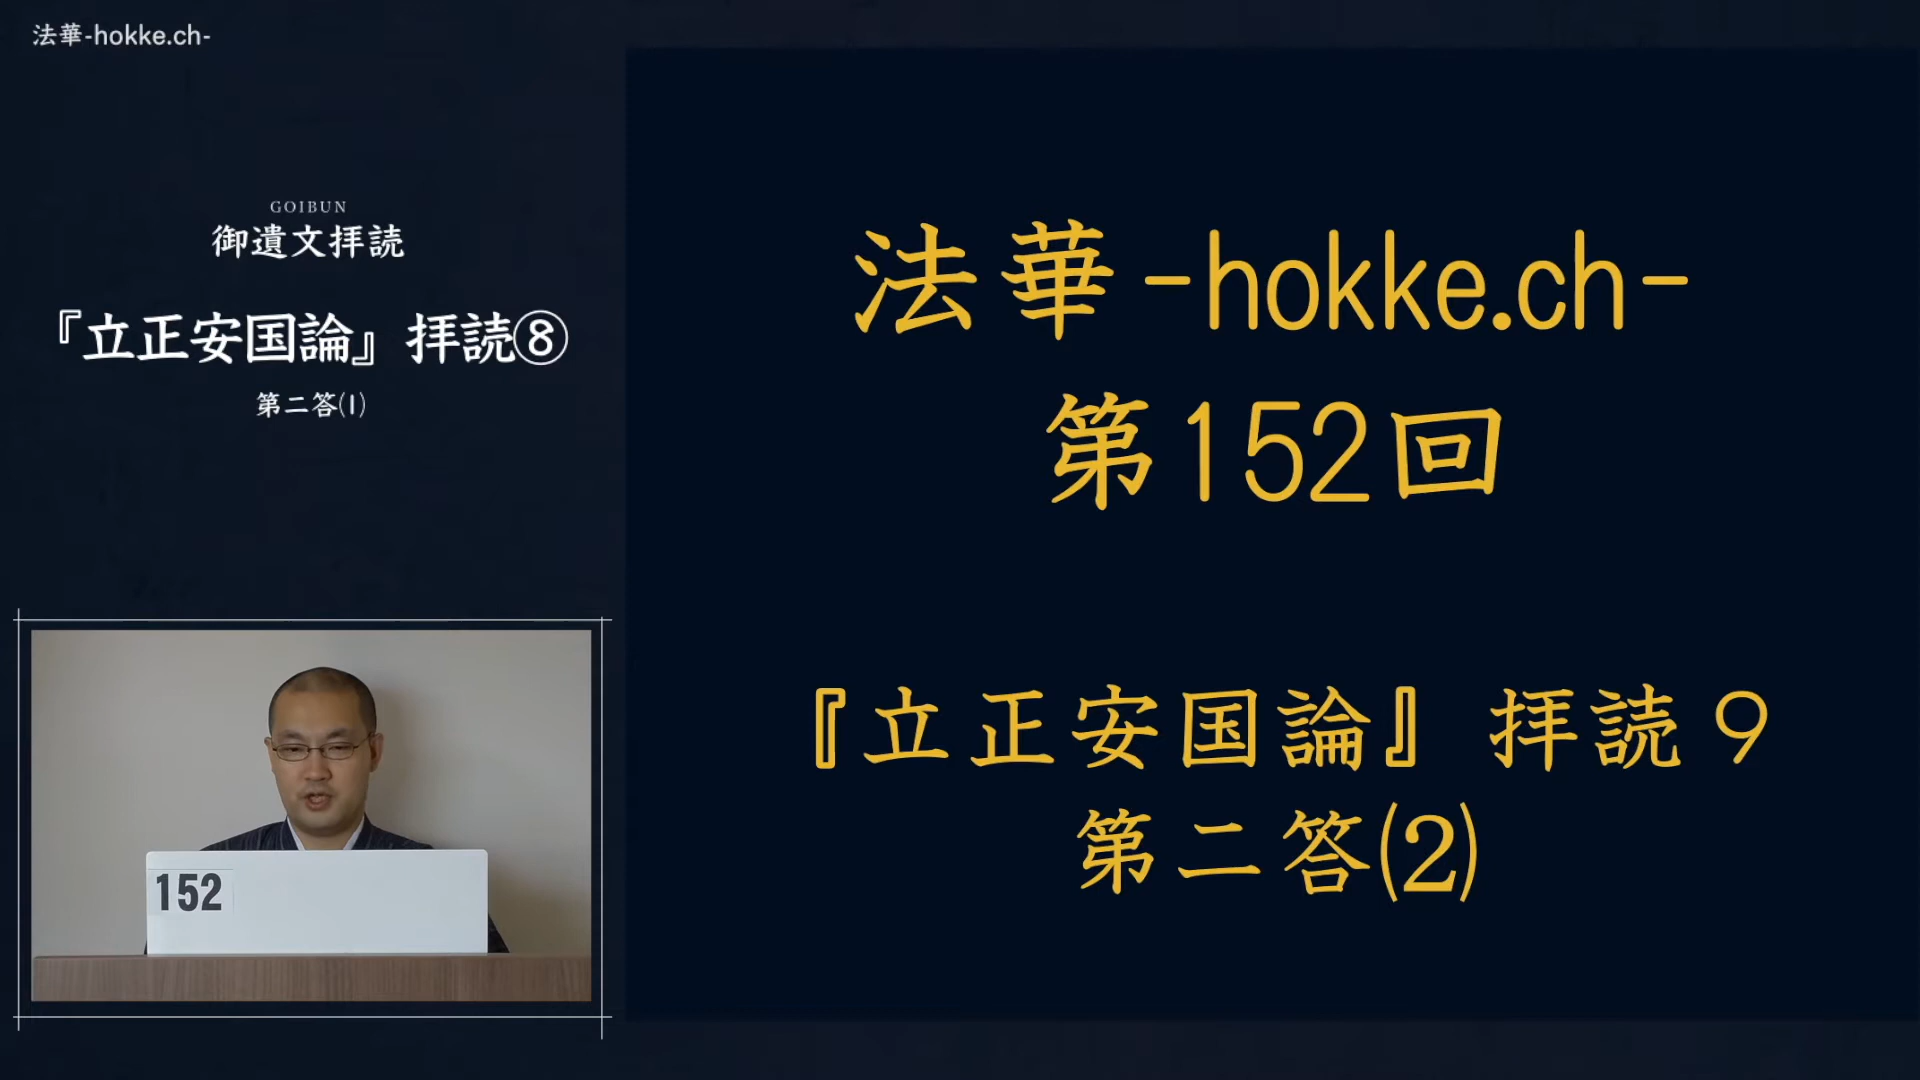 法華-hokke.ch-
GOIBUN
御遺文拝読
『立正安国論』拝読⑧
第二答⑴
152
法華-hokke.ch-
第152回
『立正安国論』拝読９
第二答⑵